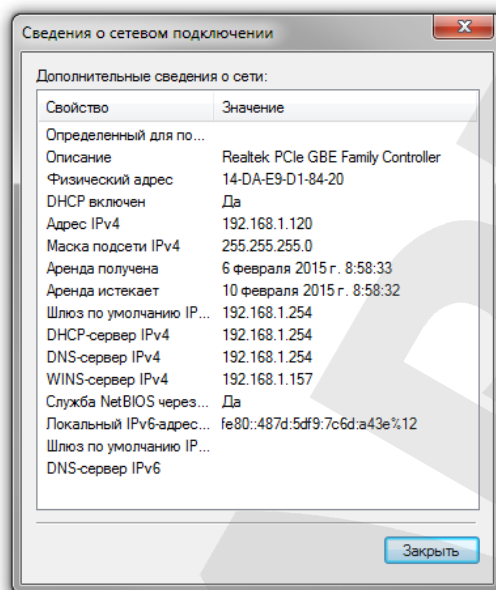 Сведения о сетевом подключении
Дополнительные сведения о сети:
Свойство Значение
Определенный для по...
Описание Realtek PCIe GBE Family Controller
Физический адрес 14-DA-E9-D1-84-20
DHCP включен Да
Адрес IPv4 192.168.1.120
Маска подсети IPv4 255.255.255.0
Аренда получена 6 февраля 2015 г. 8:58:33
Аренда истекает 10 февраля 2015 г. 8:58:32
Шлюз по умолчанию IP... 192.168.1.254
DHCP-сервер IPv4 192.168.1.254
DNS-сервер IPv4 192.168.1.254
WINS-сервер IPv4 192.168.1.157
Служба NetBIOS через... Да
Локальный IPv6-адрес... fe80::487d:5df9:7c6d:a43e%12
Шлюз по умолчанию IP...
DNS-сервер IPv6
Закрыть